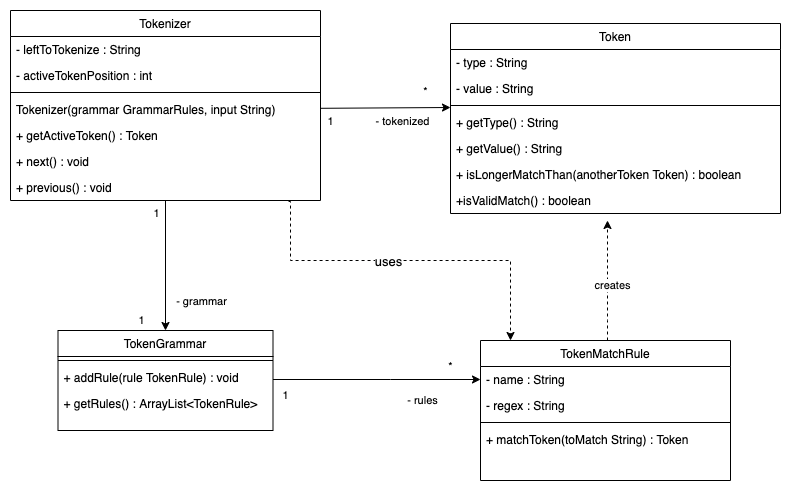 Tokenizer
- leftToTokenize : String
- activeTokenPosition : int
Tokenizer(grammar GrammarRules, input String)
+ getActiveToken() : Token
+ next() : void
+ previous() : void
Token
- type : String
- value : String
+ getType() : String
+ getValue() : String
+ isLongerMatchThan(anotherToken Token) : boolean
+isValidMatch() : boolean
*
1
- tokenized
1
- grammar
1
uses
creates
TokenGrammar
+ addRule(rule TokenRule) : void
+ getRules() : ArrayList<TokenRule>
*
1
- rules
TokenMatchRule
- name : String
- regex : String
+ matchToken(toMatch String) : Token